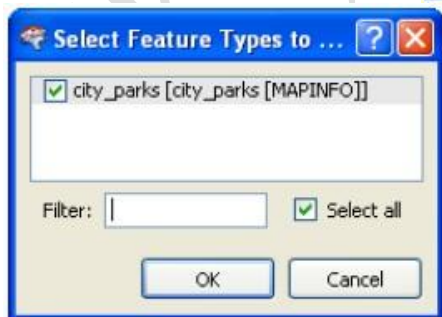 Select Feature Types to ...
city_parks [city_parks [MAPINFO]]
Filter:
Select all
OK
Cancel